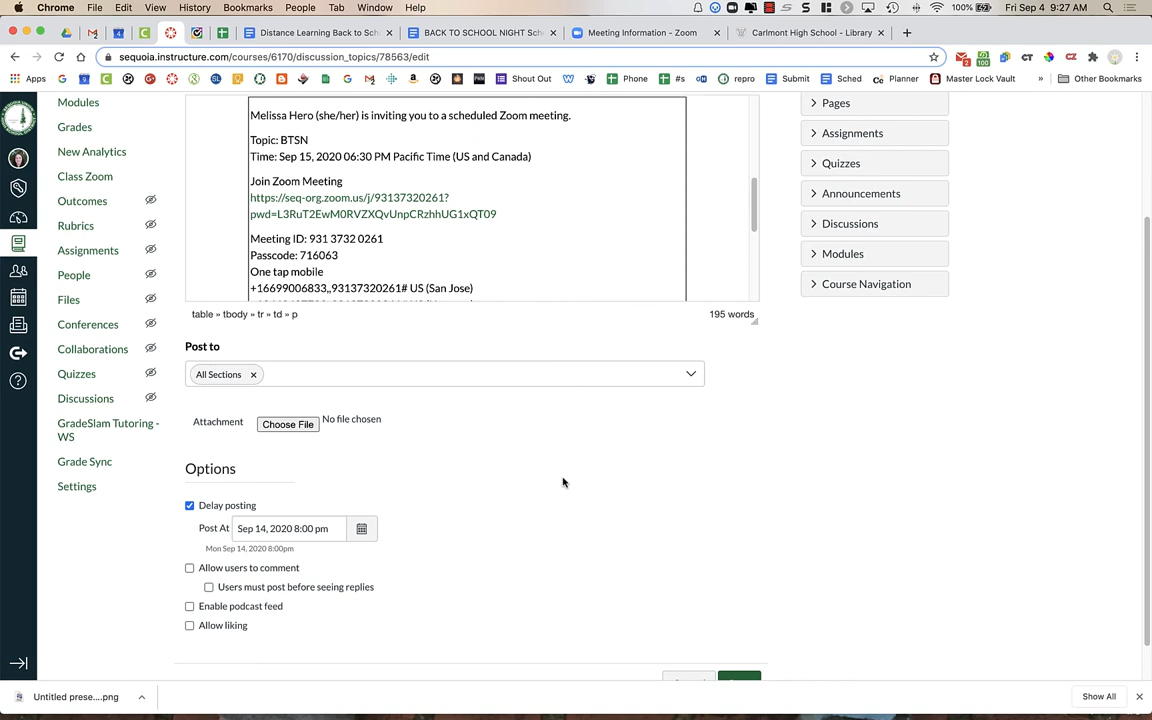 Chrome File Edit View History Bookmarks People Tab Window Help 100% Fri Sep 4 9:27 AM
Distance Learning Back to Sch × BACK TO SCHOOL NIGHT Sch × Meeting Information - Zoom × Carlmont High School - Library × +
sequoia.instructure.com/courses/6170/discussion_topics/78563/edit
Apps Shout Out Phone #s repro Submit Sched Planner Master Lock Vault » Other Bookmarks
Modules
Grades
New Analytics
Class Zoom
Outcomes
Rubrics
Assignments
People
Files
Conferences
Collaborations
Quizzes
Discussions
GradeSlam Tutoring -
WS
Grade Sync
Settings
Melissa Hero (she/her) is inviting you to a scheduled Zoom meeting.
Topic: BTSN
Time: Sep 15, 2020 06:30 PM Pacific Time (US and Canada)
Join Zoom Meeting
https://seq-org.zoom.us/j/93137320261?
pwd=L3RuT2EwM0RVZXQvUnpCRzhhUG1xQT09
Meeting ID: 931 3732 0261
Passcode: 716063
One tap mobile
+16699006833,,93137320261# US (San Jose)
table » tbody » tr » td » p 195 words
Post to
All Sections ×
Attachment Choose File No file chosen
Options
Delay posting
Post At Sep 14, 2020 8:00 pm
Mon Sep 14, 2020 8:00pm
Allow users to comment
Users must post before seeing replies
Enable podcast feed
Allow liking
Pages
Assignments
Quizzes
Announcements
Discussions
Modules
Course Navigation
Untitled prese....png Show All ×